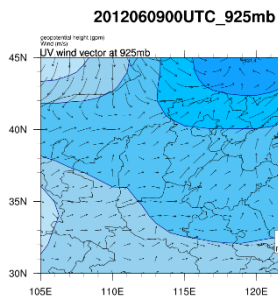 2012060900UTC_925mb
geopotential height (gpm)
Wind (m/s)
UV wind vector at 925mb
45N
40N
35N
30N
105E
110E
115E
120E